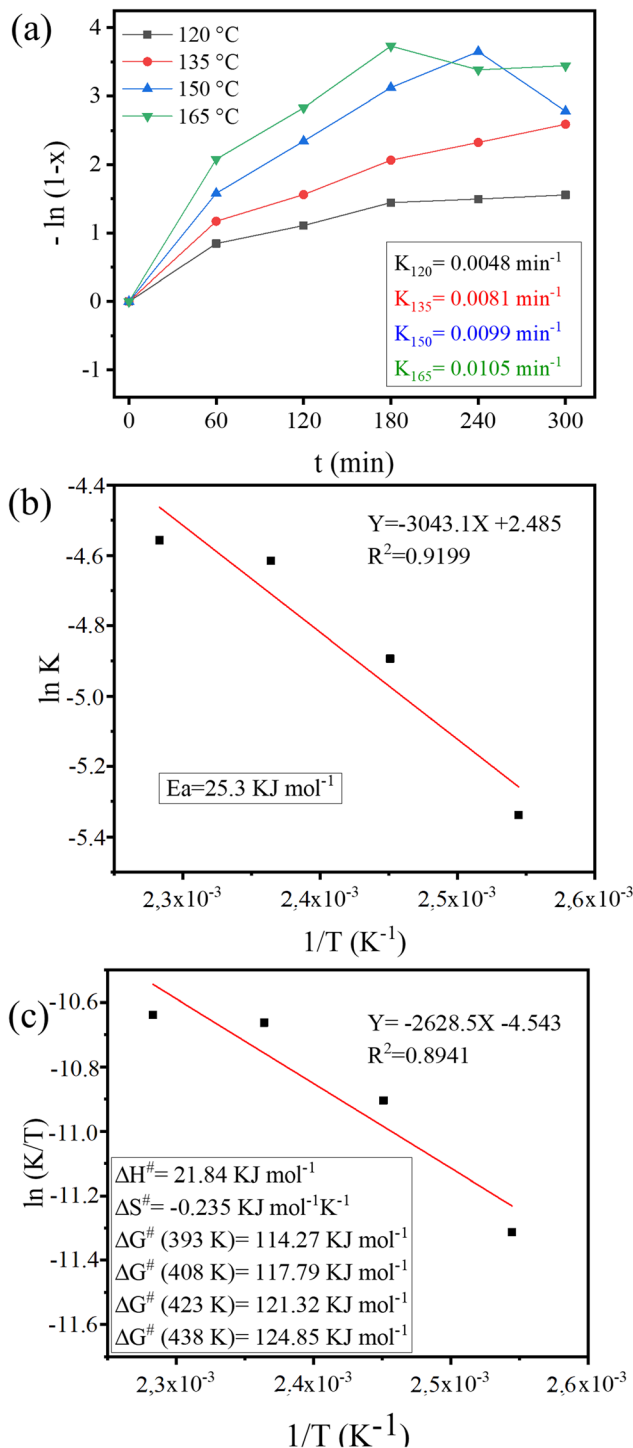 (a)
120 °C
135 °C
150 °C
165 °C
- ln (1-x)
4
3
2
1
0
-1
K₁₂₀= 0.0048 min⁻¹
K₁₃₅= 0.0081 min⁻¹
K₁₅₀= 0.0099 min⁻¹
K₁₆₅= 0.0105 min⁻¹
0 60 120 180 240 300
t (min)
(b)
ln K
-4.4
-4.6
-4.8
-5.0
-5.2
-5.4
Y=-3043.1X +2.485
R²=0.9199
Ea=25.3 KJ mol⁻¹
2,3x10⁻³ 2,4x10⁻³ 2,5x10⁻³ 2,6x10⁻³
1/T (K⁻¹)
(c)
ln (K/T)
-10.6
-10.8
-11.0
-11.2
-11.4
-11.6
Y= -2628.5X -4.543
R²=0.8941
ΔH#= 21.84 KJ mol⁻¹
ΔS#= -0.235 KJ mol⁻¹K⁻¹
ΔG# (393 K)= 114.27 KJ mol⁻¹
ΔG# (408 K)= 117.79 KJ mol⁻¹
ΔG# (423 K)= 121.32 KJ mol⁻¹
ΔG# (438 K)= 124.85 KJ mol⁻¹
2,3x10⁻³ 2,4x10⁻³ 2,5x10⁻³ 2,6x10⁻³
1/T (K⁻¹)